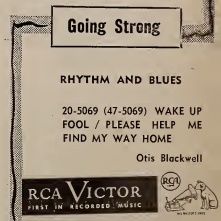 Going Strong
RHYTHM AND BLUES
20-5069 (47-5069) WAKE UP
FOOL / PLEASE HELP ME
FIND MY WAY HOME
Otis Blackwell
RCA VICTOR
FIRST IN RECORDED MUSIC
RCA